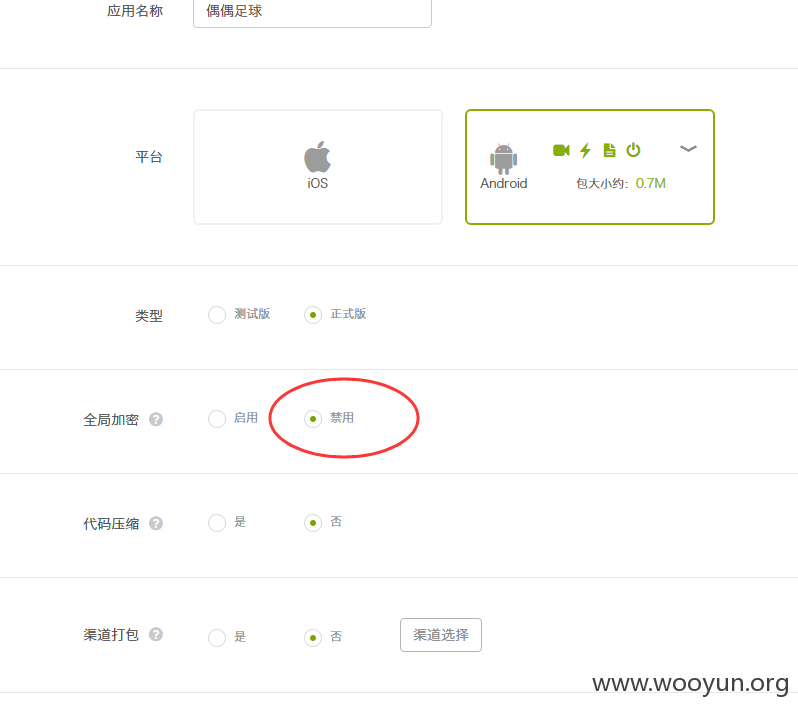 应用名称 偶偶足球
平台
iOS
Android
包大小约：0.7M
类型 测试版 正式版
全局加密 ? 启用 禁用
代码压缩 ? 是 否
渠道打包 ? 是 否 渠道选择
www.wooyun.org